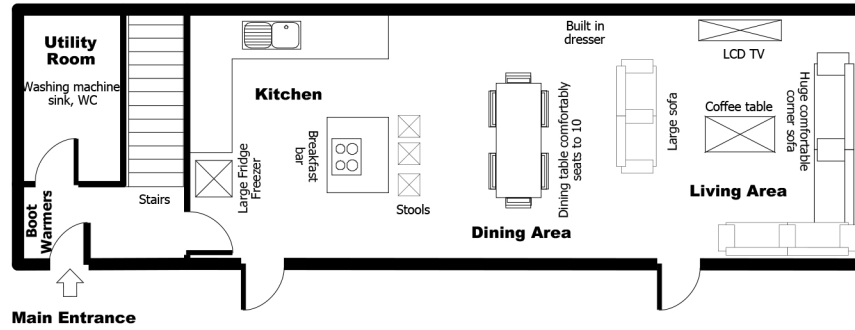 Utility
Room
Washing machine
sink, WC
Boot
Warmers
Main Entrance
Stairs
Kitchen
Large Fridge
Freezer
Breakfast
bar
Stools
Dining Area
Dining table comfortably
seats to 10
Built in
dresser
Large sofa
LCD TV
Coffee table
Huge comfortable
corner sofa
Living Area